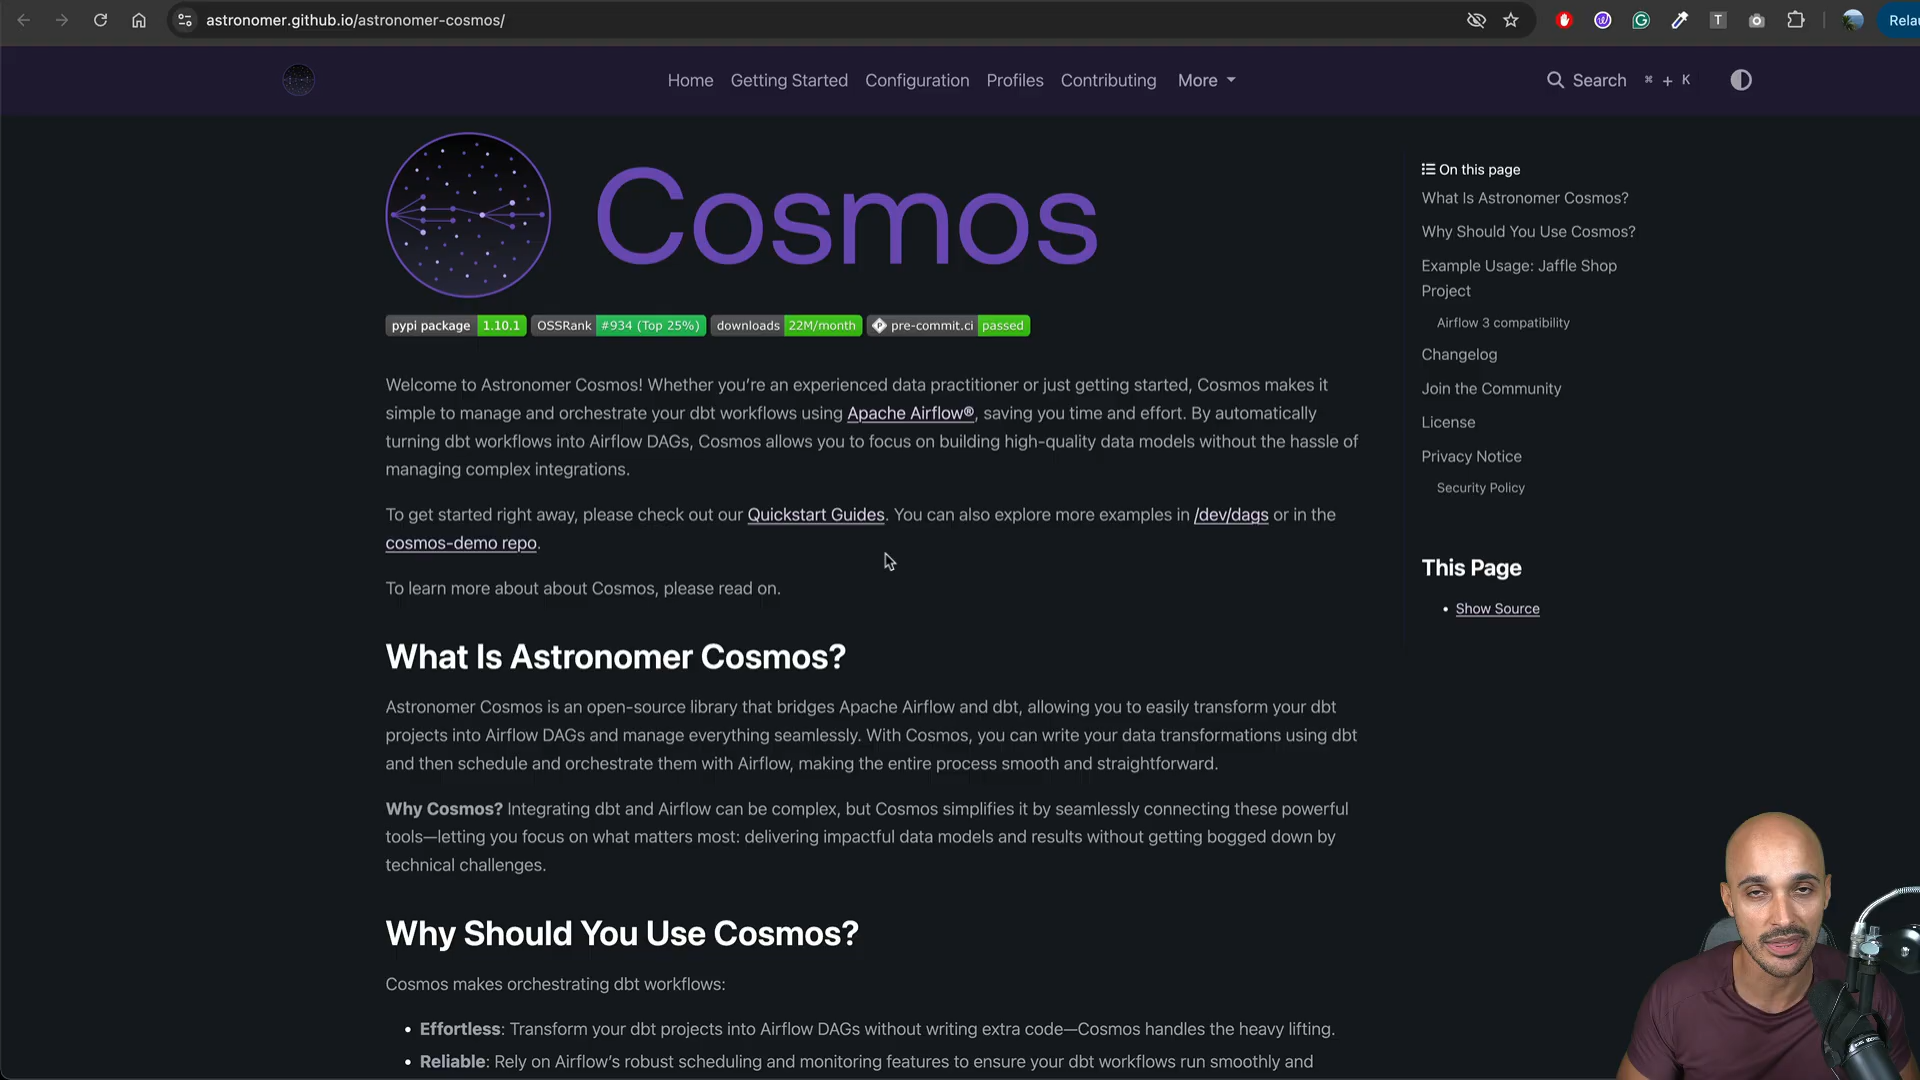 astronomer.github.io/astronomer-cosmos/
Relau
Home Getting Started Configuration Profiles Contributing More
Search ⌘ + K
Cosmos
pypi package 1.10.1 OSSRank #934 (Top 25%) downloads 22M/month pre-commit.ci passed
Welcome to Astronomer Cosmos! Whether you’re an experienced data practitioner or just getting started, Cosmos makes it
simple to manage and orchestrate your dbt workflows using Apache Airflow®, saving you time and effort. By automatically
turning dbt workflows into Airflow DAGs, Cosmos allows you to focus on building high-quality data models without the hassle of
managing complex integrations.
To get started right away, please check out our Quickstart Guides. You can also explore more examples in /dev/dags or in the
cosmos-demo repo.
To learn more about about Cosmos, please read on.
What Is Astronomer Cosmos?
Astronomer Cosmos is an open-source library that bridges Apache Airflow and dbt, allowing you to easily transform your dbt
projects into Airflow DAGs and manage everything seamlessly. With Cosmos, you can write your data transformations using dbt
and then schedule and orchestrate them with Airflow, making the entire process smooth and straightforward.
Why Cosmos? Integrating dbt and Airflow can be complex, but Cosmos simplifies it by seamlessly connecting these powerful
tools—letting you focus on what matters most: delivering impactful data models and results without getting bogged down by
technical challenges.
Why Should You Use Cosmos?
Cosmos makes orchestrating dbt workflows:
• Effortless: Transform your dbt projects into Airflow DAGs without writing extra code—Cosmos handles the heavy lifting.
• Reliable: Rely on Airflow’s robust scheduling and monitoring features to ensure your dbt workflows run smoothly and
On this page
What Is Astronomer Cosmos?
Why Should You Use Cosmos?
Example Usage: Jaffle Shop
Project
Airflow 3 compatibility
Changelog
Join the Community
License
Privacy Notice
Security Policy
This Page
• Show Source